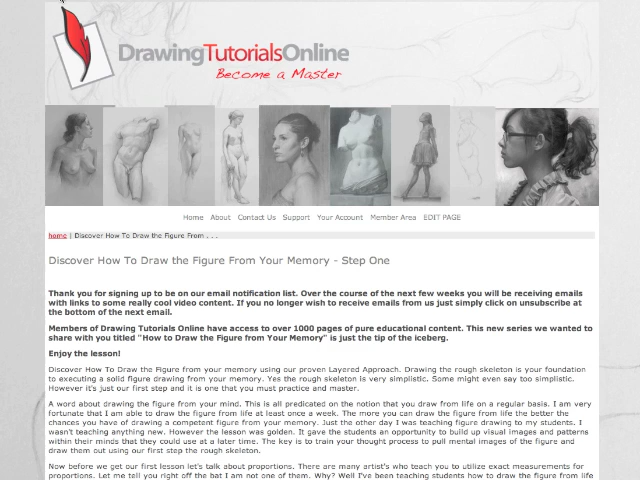 DrawingTutorialsOnline
Become a Master
Home About Contact Us Support Your Account Member Area EDIT PAGE
home | Discover How To Draw the Figure From . . .
Discover How To Draw the Figure From Your Memory - Step One
Thank you for signing up to be on our email notification list. Over the course of the next few weeks you will be receiving emails
with links to some really cool video content. If you no longer wish to receive emails from us just simply click on unsubscribe at
the bottom of the next email.
Members of Drawing Tutorials Online have access to over 1000 pages of pure educational content. This new series we wanted to
share with you titled "How to Draw the Figure from Your Memory" is just the tip of the iceberg.
Enjoy the lesson!
Discover How To Draw the Figure from your memory using our proven Layered Approach. Drawing the rough skeleton is your foundation
to executing a solid figure drawing from your memory. Yes the rough skeleton is very simplistic. Some might even say too simplistic.
However it's just our first step and it is one that you must practice and master.
A word about drawing the figure from your mind. This is all predicated on the notion that you draw from life on a regular basis. I am very
fortunate that I am able to draw the figure from life at least once a week. The more you can draw the figure from life the better the
chances you have of drawing a competent figure from your memory. Just the other day I was teaching figure drawing to my students. I
wasn't teaching anything new. However the lesson was golden. It gave the students an opportunity to build up visual images and patterns
within their minds that they could use at a later time. The key is to train your thought process to pull mental images of the figure and
draw them out using our first step the rough skeleton.
Now before we get our first lesson let's talk about proportions. There are many artist's who teach you to utilize exact measurements for
proportions. Let me tell you right off the bat I am not one of them. Why? Well I've been teaching students how to draw the figure from life